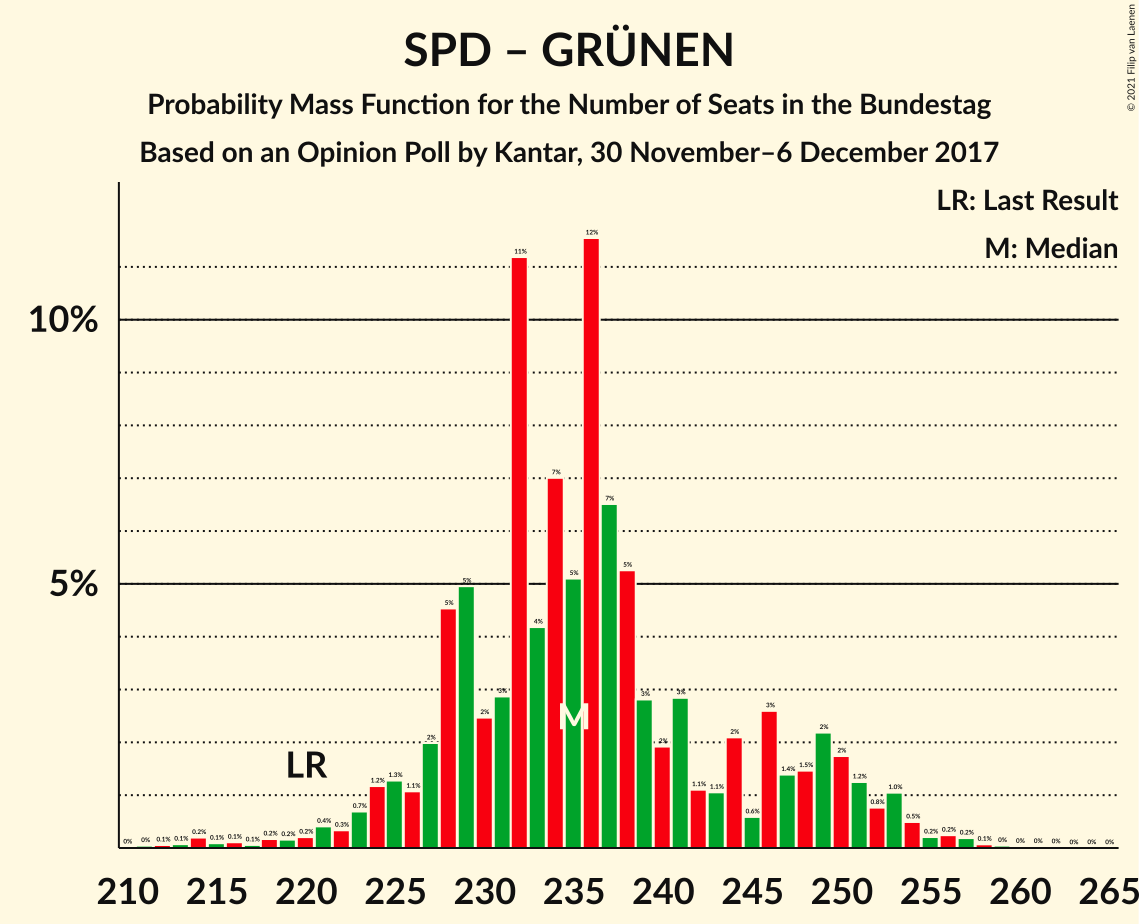 SPD – GRÜNEN
Probability Mass Function for the Number of Seats in the Bundestag
Based on an Opinion Poll by Kantar, 30 November–6 December 2017
© 2021 Filip van Laenen
LR: Last Result
M: Median
10%
5%
0% 0% 0.1% 0.1% 0.2% 0.1% 0.1% 0.1% 0.2% 0.2% 0.2% 0.4% 0.3% 0.7% 1.2% 1.3% 1.1% 2% 5% 5% 2% 3% 11% 4% 7% 5% 12% 7% 5% 3% 2% 3% 1.1% 1.1% 2% 0.6% 3% 1.4% 1.5% 2% 2% 1.2% 0.8% 1.0% 0.5% 0.2% 0.2% 0.2% 0.1% 0% 0% 0% 0% 0% 0% 0%
LR
M
210 215 220 225 230 235 240 245 250 255 260 265